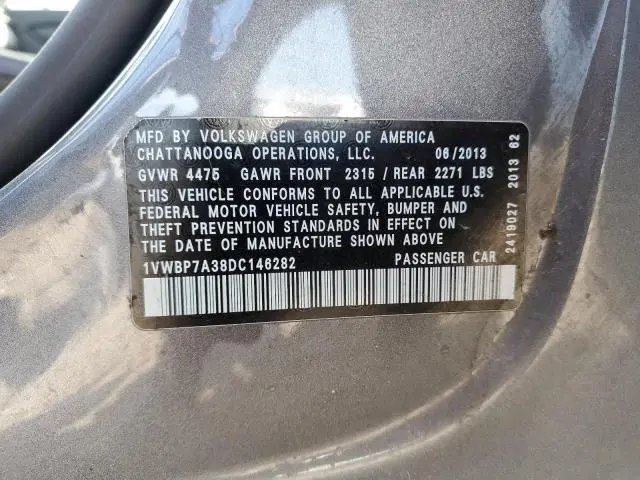 MFD BY VOLKSWAGEN GROUP OF AMERICA
CHATTANOOGA OPERATIONS, LLC. 06/2013
GVWR 4475 GAWR FRONT 2315 / REAR 2271 LBS
THIS VEHICLE CONFORMS TO ALL APPLICABLE U.S.
FEDERAL MOTOR VEHICLE SAFETY, BUMPER AND
THEFT PREVENTION STANDARDS IN EFFECT ON
THE DATE OF MANUFACTURE SHOWN ABOVE
1VWBP7A38DC146282 PASSENGER CAR
2419027 2013 62